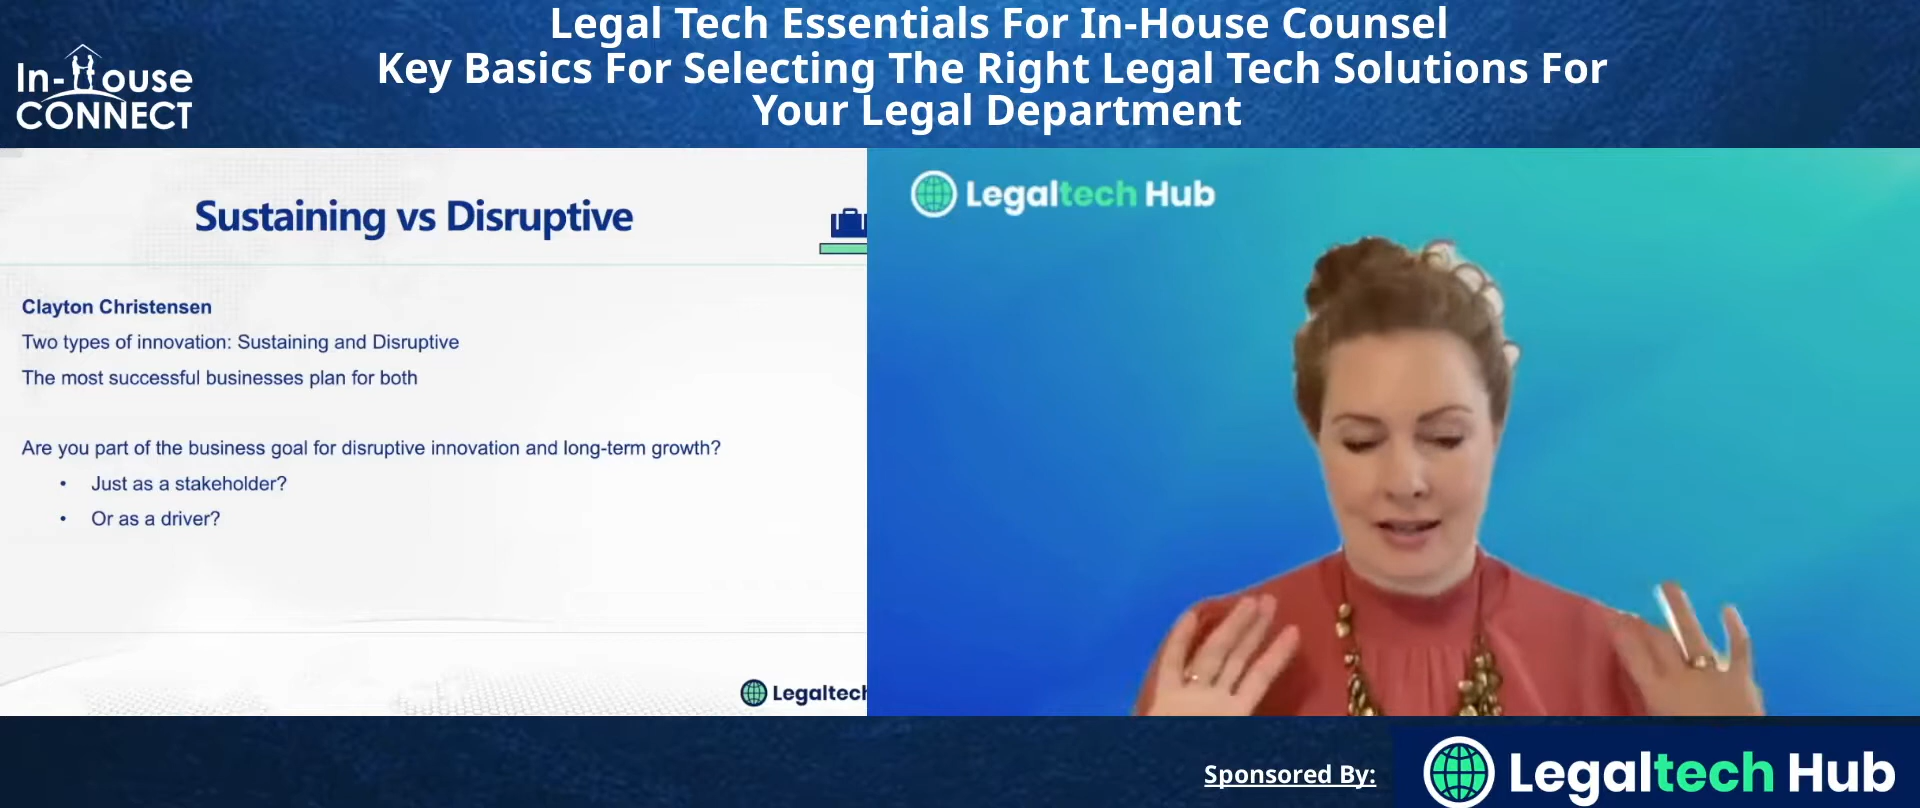 Legal Tech Essentials For In-House Counsel
Key Basics For Selecting The Right Legal Tech Solutions For
Your Legal Department
In-House
CONNECT
Sustaining vs Disruptive
Clayton Christensen
Two types of innovation: Sustaining and Disruptive
The most successful businesses plan for both
Are you part of the business goal for disruptive innovation and long-term growth?
• Just as a stakeholder?
• Or as a driver?
Legaltech
Legaltech Hub
Sponsored By:
Legaltech Hub